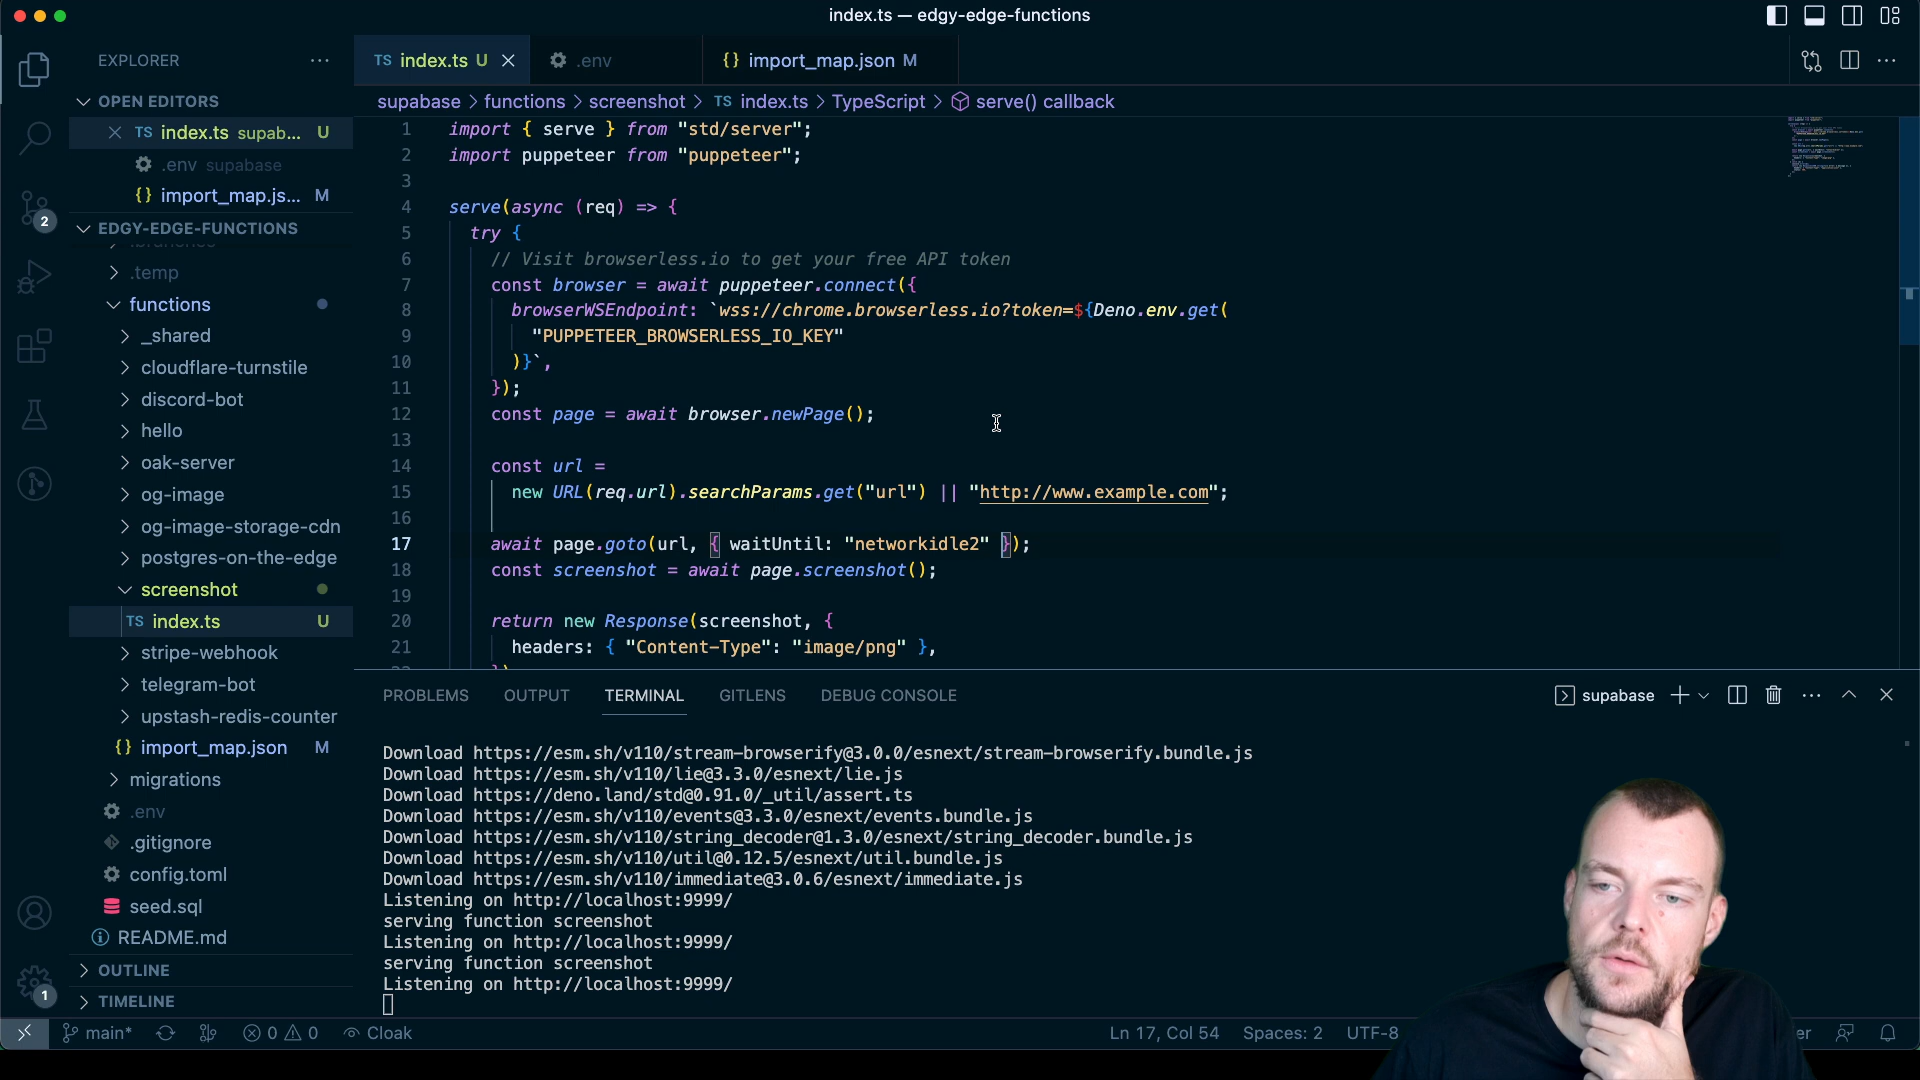 index.ts — edgy-edge-functions
EXPLORER
OPEN EDITORS
TS index.ts supab... U
.env supabase
{} import_map.js... M
EDGY-EDGE-FUNCTIONS
.branches
.temp
functions
_shared
cloudflare-turnstile
discord-bot
hello
oak-server
og-image
og-image-storage-cdn
postgres-on-the-edge
screenshot
TS index.ts U
stripe-webhook
telegram-bot
upstash-redis-counter
{} import_map.json M
migrations
.env
.gitignore
config.toml
seed.sql
README.md
OUTLINE
TIMELINE
2
1
TS index.ts U
.env
{} import_map.json M
supabase > functions > screenshot > TS index.ts > TypeScript > serve() callback
1 import { serve } from "std/server";
2 import puppeteer from "puppeteer";
3
4 serve(async (req) => {
5 try {
6 // Visit browserless.io to get your free API token
7 const browser = await puppeteer.connect({
8 browserWSEndpoint: `wss://chrome.browserless.io?token=${Deno.env.get(
9 "PUPPETEER_BROWSERLESS_IO_KEY"
10 )}`,
11 });
12 const page = await browser.newPage();
13
14 const url =
15 new URL(req.url).searchParams.get("url") || "http://www.example.com";
16
17 await page.goto(url, { waitUntil: "networkidle2" });
18 const screenshot = await page.screenshot();
19
20 return new Response(screenshot, {
21 headers: { "Content-Type": "image/png" },
PROBLEMS OUTPUT TERMINAL GITLENS DEBUG CONSOLE
supabase
Download https://esm.sh/v110/stream-browserify@3.0.0/esnext/stream-browserify.bundle.js
Download https://esm.sh/v110/lie@3.3.0/esnext/lie.js
Download https://deno.land/std@0.91.0/_util/assert.ts
Download https://esm.sh/v110/events@3.3.0/esnext/events.bundle.js
Download https://esm.sh/v110/string_decoder@1.3.0/esnext/string_decoder.bundle.js
Download https://esm.sh/v110/util@0.12.5/esnext/util.bundle.js
Download https://esm.sh/v110/immediate@3.0.6/esnext/immediate.js
Listening on http://localhost:9999/
serving function screenshot
Listening on http://localhost:9999/
serving function screenshot
Listening on http://localhost:9999/
main* 0 0 Cloak
Ln 17, Col 54 Spaces: 2 UTF-8